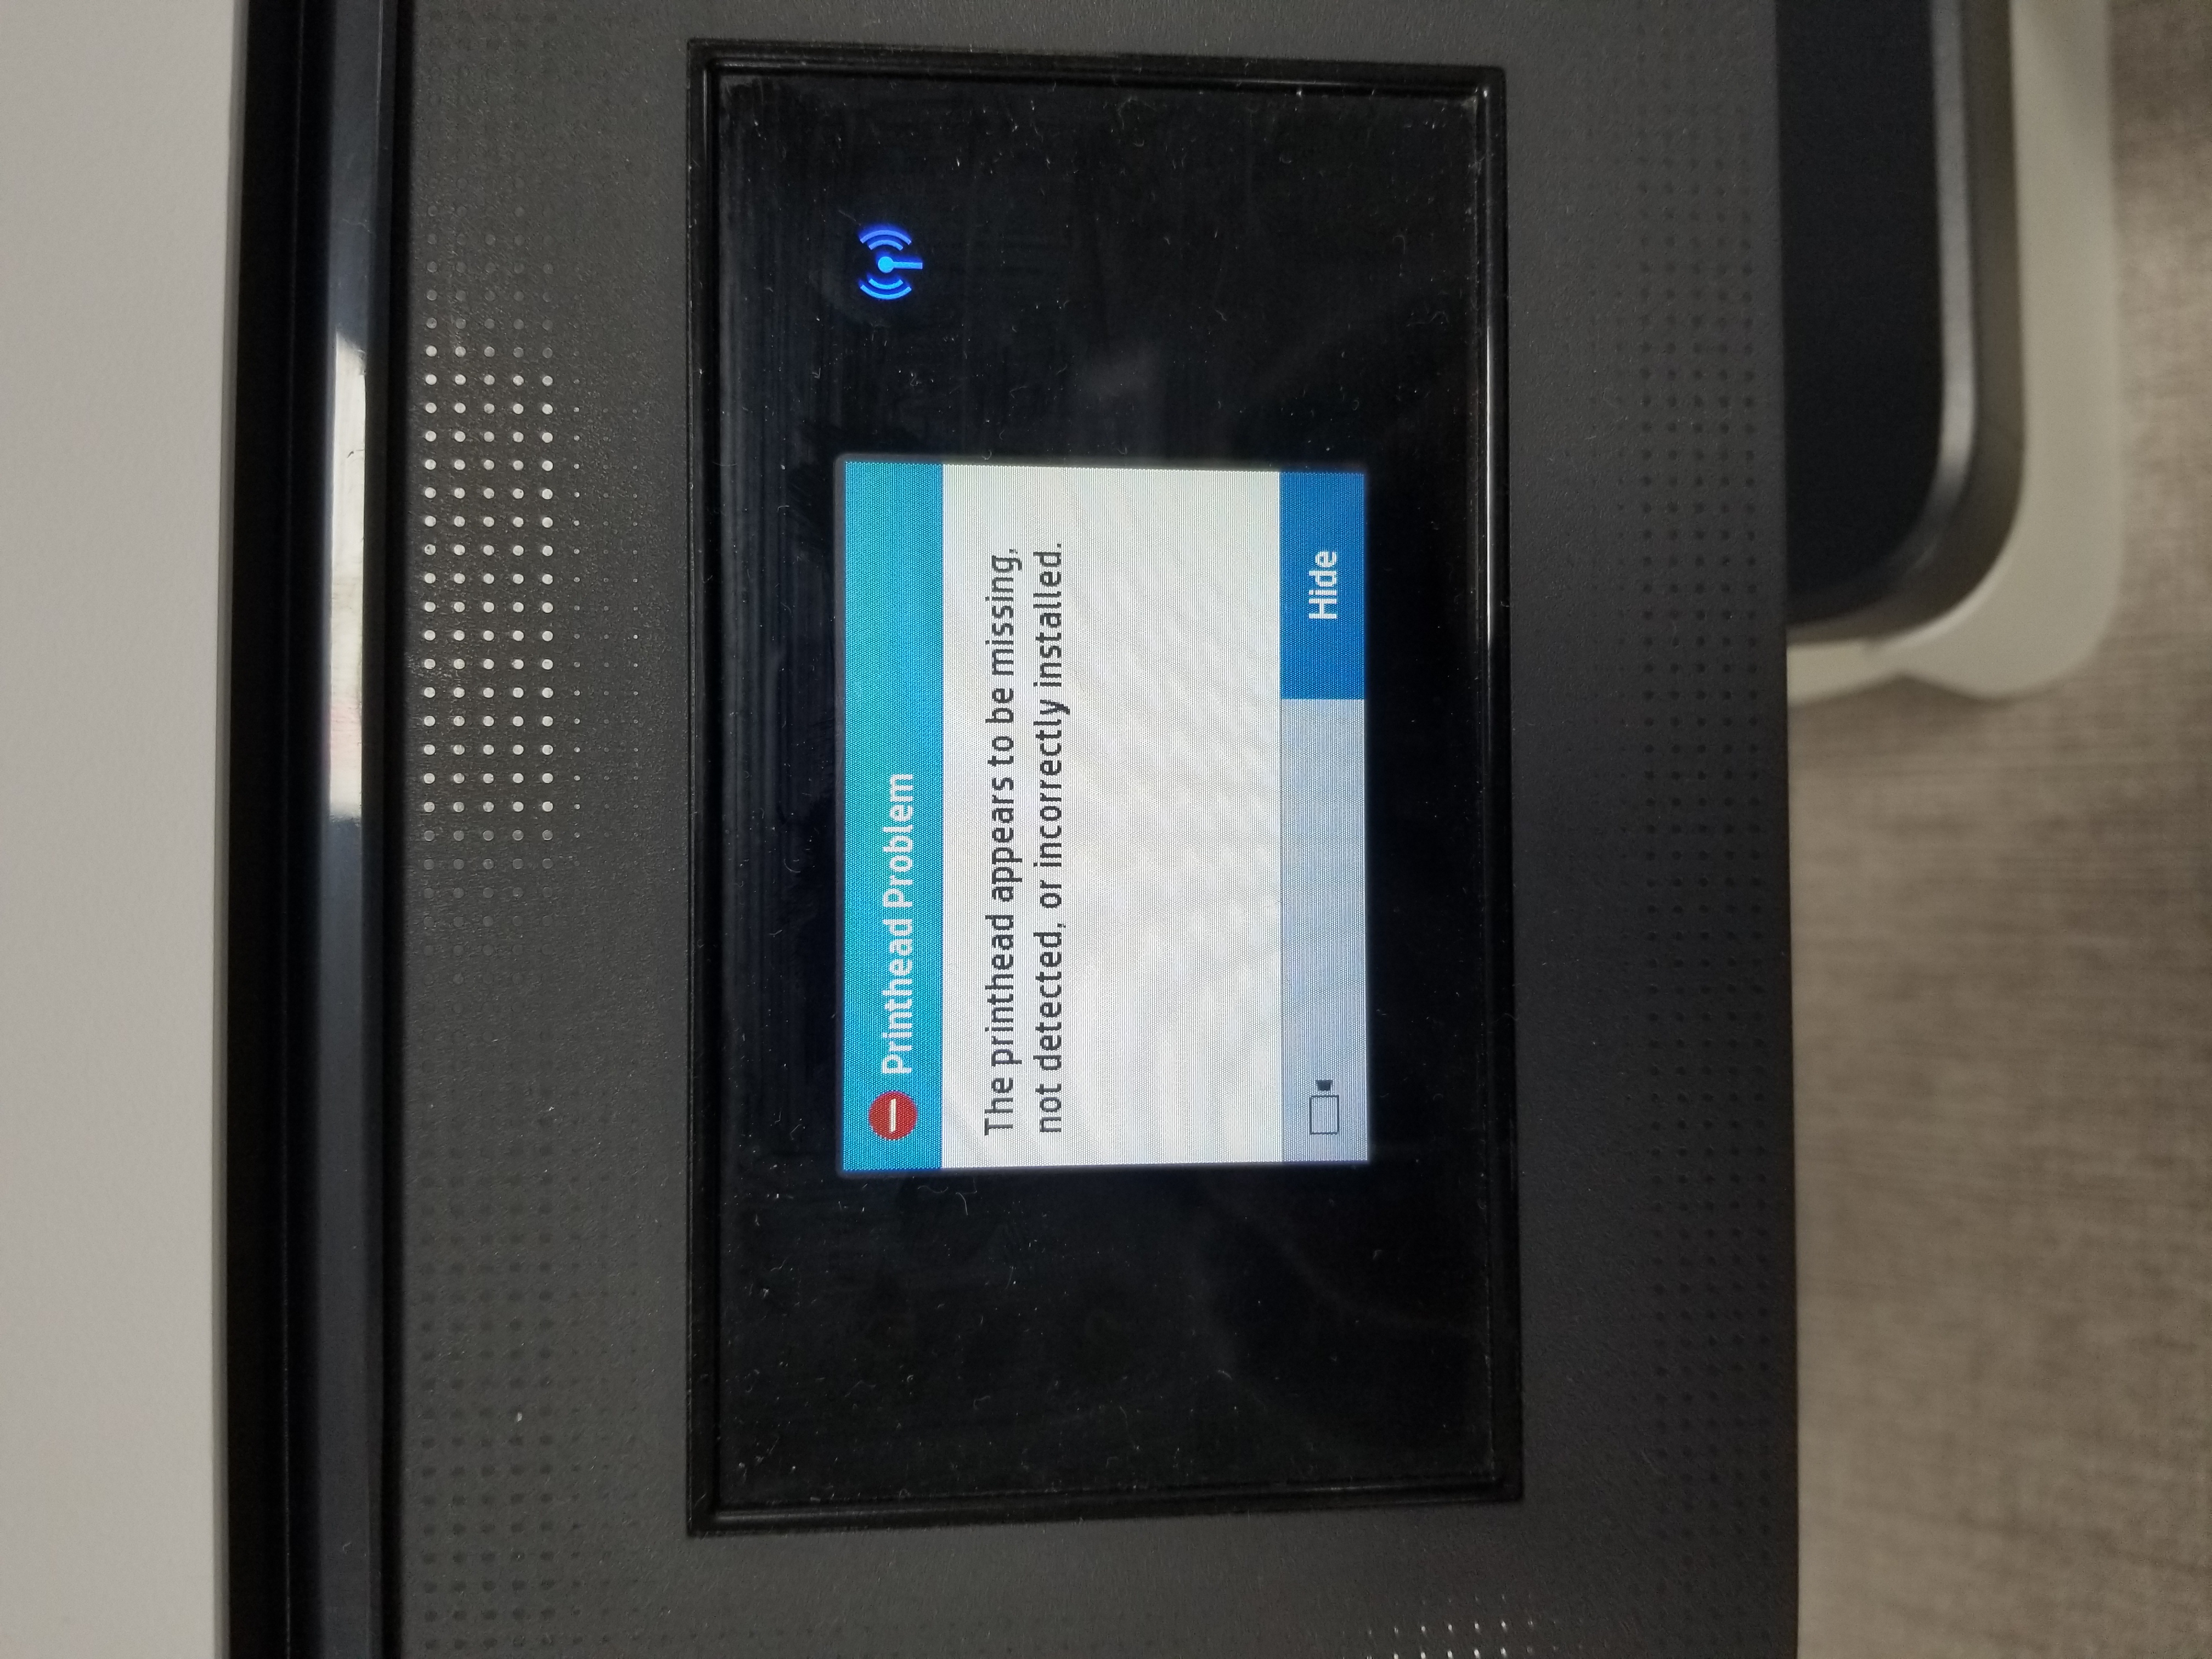 Printhead Problem
The printhead appears to be missing,
not detected, or incorrectly installed.
Hide